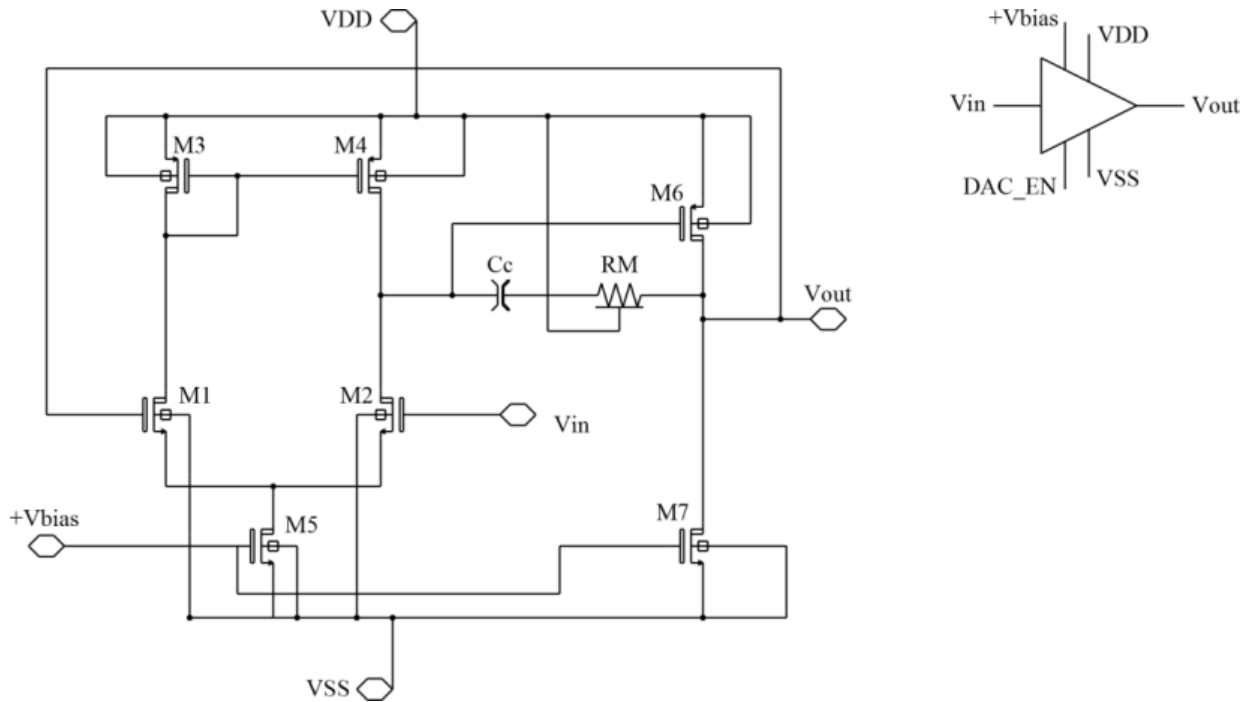 VDD
+Vbias
VDD
Vin
Vout
DAC_EN
VSS
M3
M4
M6
Cc
RM
Vout
M1
M2
Vin
+Vbias
M5
M7
VSS